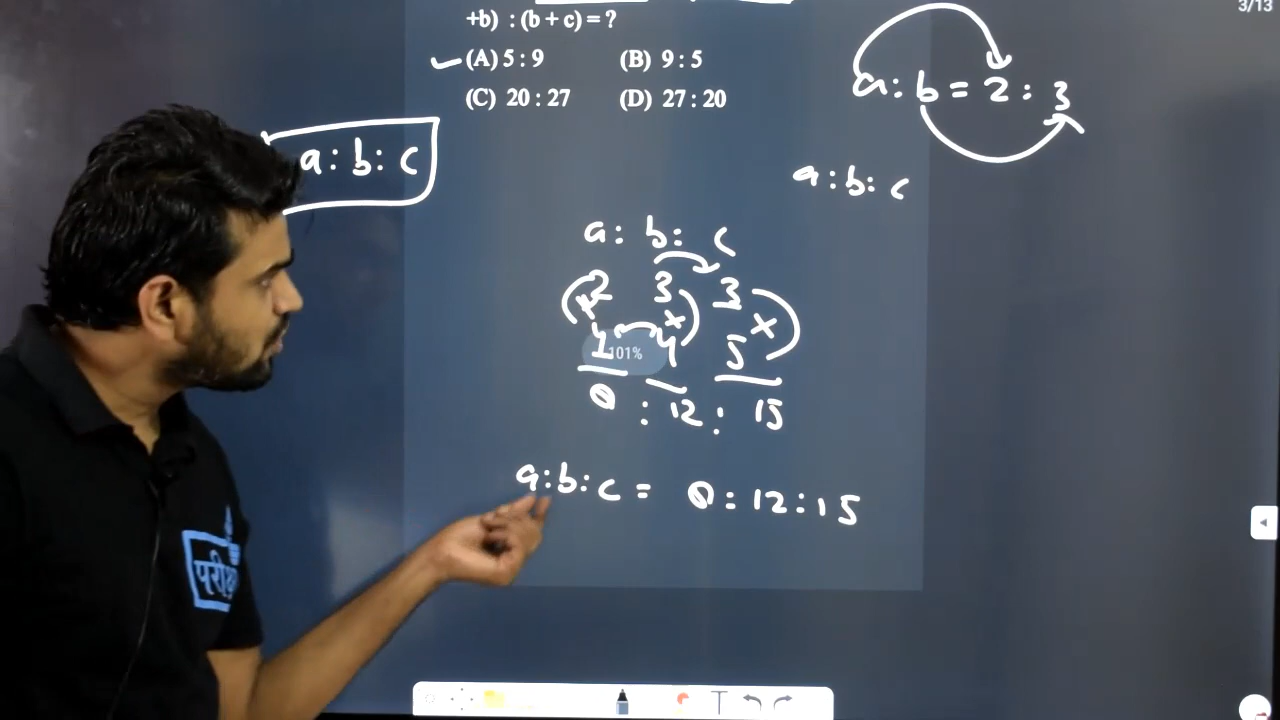 3/13
+b) : (b + c) = ?
(A) 5 : 9 (B) 9 : 5
(C) 20 : 27 (D) 27 : 20
a : b = 2 : 3
a : b : c
a : b : c
a : b : c
2 3 3
1 4 5
101%
8 : 12 : 15
a : b : c = 8 : 12 : 15
T